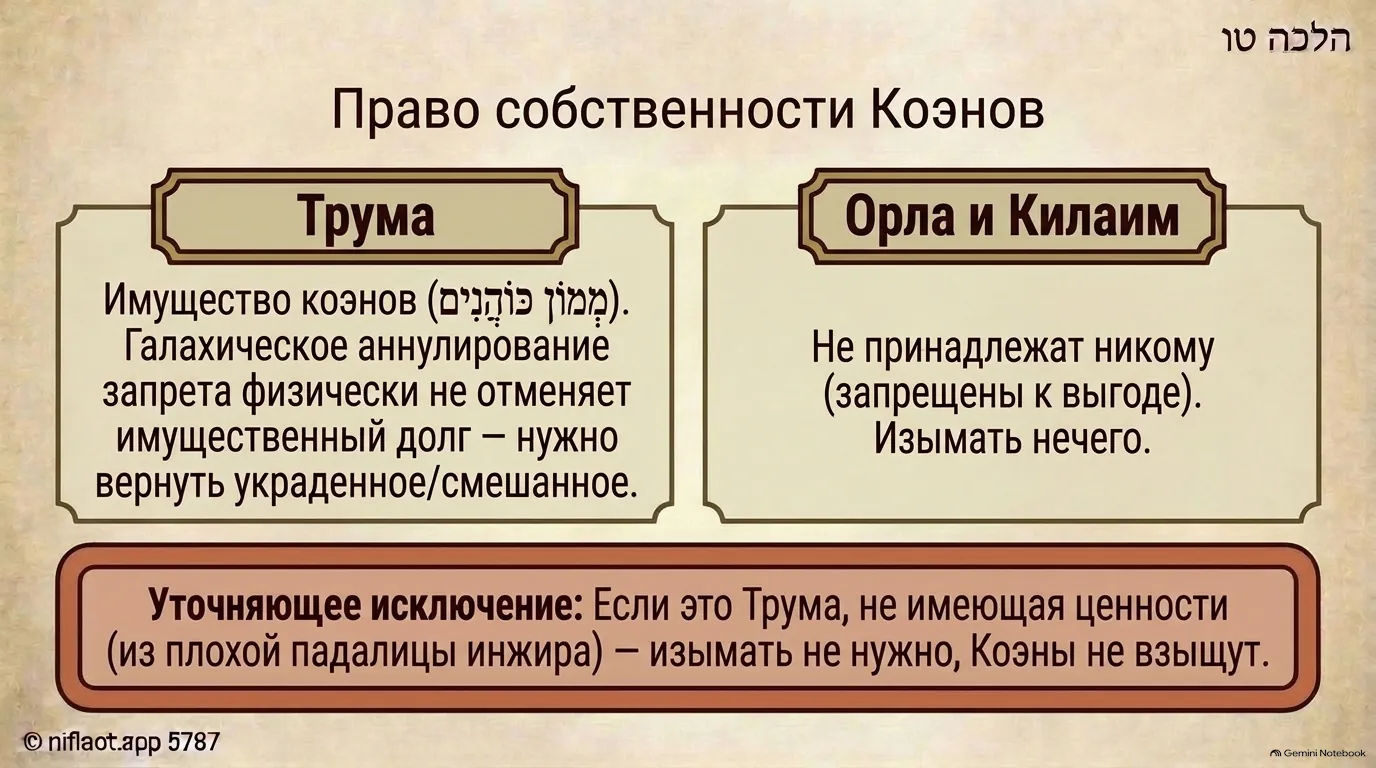 הלכה טו
Право собственности Коэнов
Трума
Имущество коэнов (מְמוֹן כּוֹהֲנִים).
Галахическое аннулирование
запрета физически не отменяет
имущественный долг — нужно
вернуть украденное/смешанное.
Орла и Килаим
Не принадлежат никому
(запрещены к выгоде).
Изымать нечего.
Уточняющее исключение: Если это Трума, не имеющая ценности
(из плохой падалицы инжира) — изымать не нужно, Коэны не взыщут.
© niflaot.app 5787
Gemini Notebook